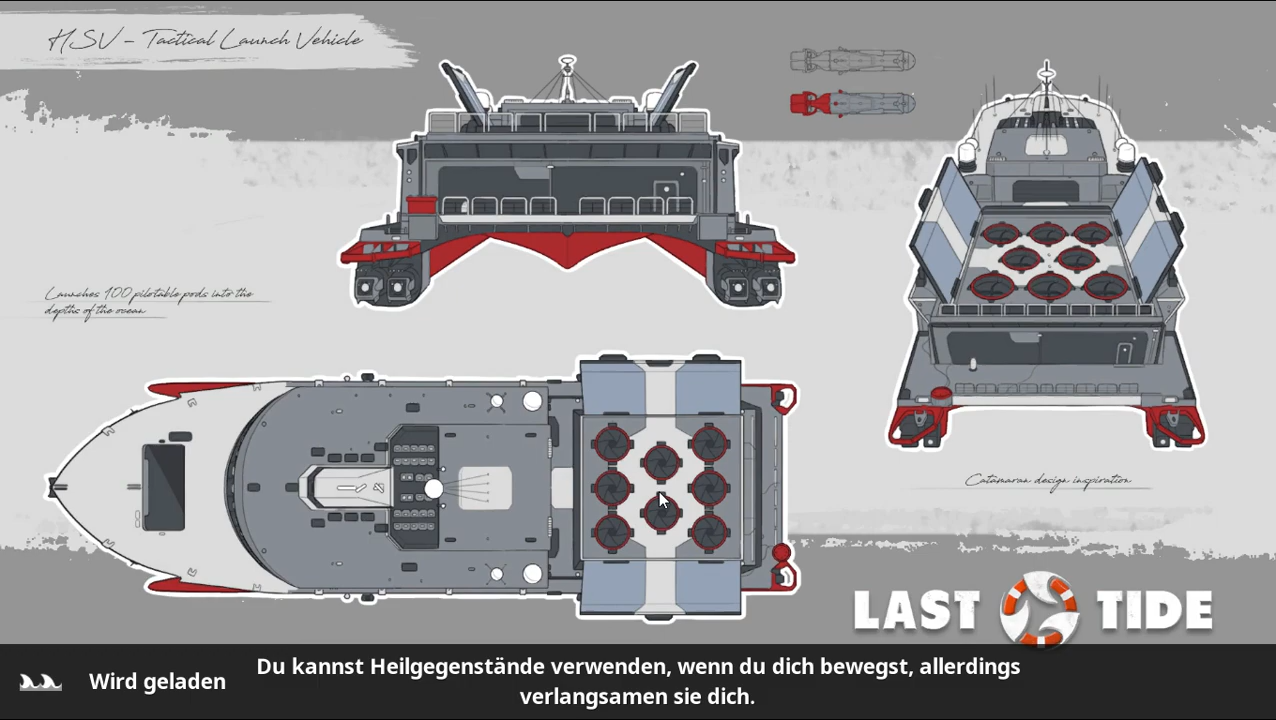 HSV - Tactical Launch Vehicle
Launches 100 pilotable pods into the
depths of the ocean
Catamaran design inspiration
LAST TIDE
Wird geladen
Du kannst Heilgegenstände verwenden, wenn du dich bewegst, allerdings
verlangsamen sie dich.